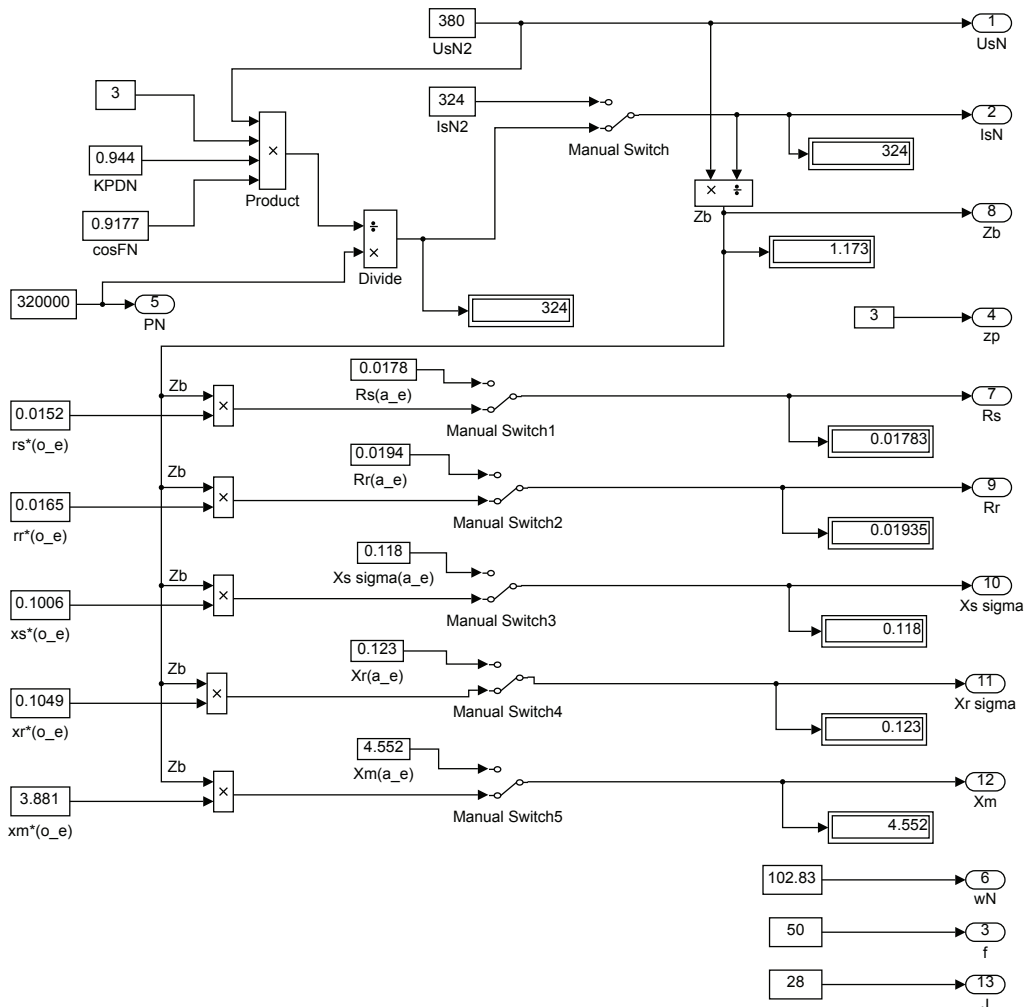 380
UsN2
1
UsN
3
324
IsN2
2
IsN
Manual Switch
324
0.944
KPDN
×
Product
× ÷
Zb
8
Zb
0.9177
cosFN
÷
×
Divide
1.173
320000
5
PN
324
3
4
zp
0.0152
rs*(o_e)
Zb
×
0.0178
Rs(a_e)
Manual Switch1
7
Rs
0.01783
0.0165
rr*(o_e)
Zb
×
0.0194
Rr(a_e)
Manual Switch2
9
Rr
0.01935
0.1006
xs*(o_e)
Zb
×
0.118
Xs sigma(a_e)
Manual Switch3
10
Xs sigma
0.118
0.1049
xr*(o_e)
Zb
×
0.123
Xr(a_e)
Manual Switch4
11
Xr sigma
0.123
3.881
xm*(o_e)
Zb
×
4.552
Xm(a_e)
Manual Switch5
12
Xm
4.552
102.83
6
wN
50
3
f
28
13